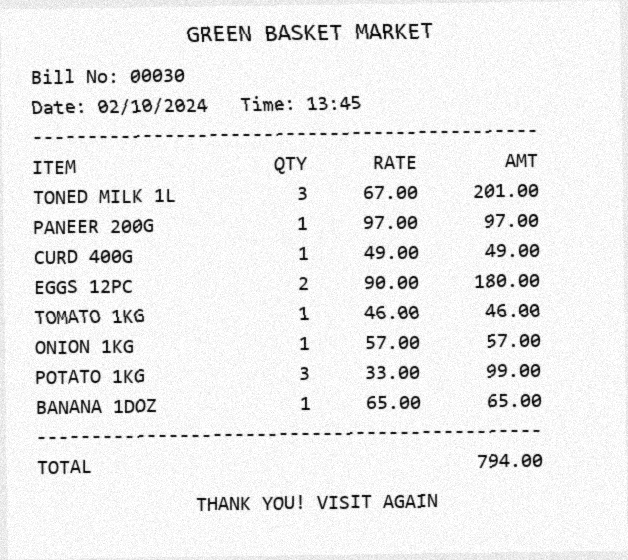 GREEN BASKET MARKET
Bill No: 00030
Date: 02/10/2024 Time: 13:45
----------------------------------------------
ITEM QTY RATE AMT
TONED MILK 1L 3 67.00 201.00
PANEER 200G 1 97.00 97.00
CURD 400G 1 49.00 49.00
EGGS 12PC 2 90.00 180.00
TOMATO 1KG 1 46.00 46.00
ONION 1KG 1 57.00 57.00
POTATO 1KG 3 33.00 99.00
BANANA 1DOZ 1 65.00 65.00
----------------------------------------------
TOTAL 794.00
THANK YOU! VISIT AGAIN